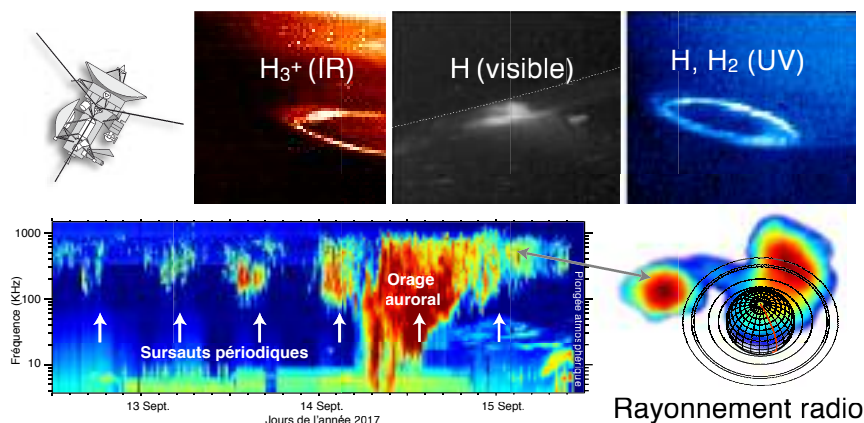 H₃⁺ (IR)
H (visible)
H, H₂ (UV)
1000
100
10
Fréquence (KHz)
Orage
auroral
Sursauts périodiques
Plongée atmosphérique
13 Sept.
14 Sept.
15 Sept.
Jours de l'année 2017
Rayonnement radio